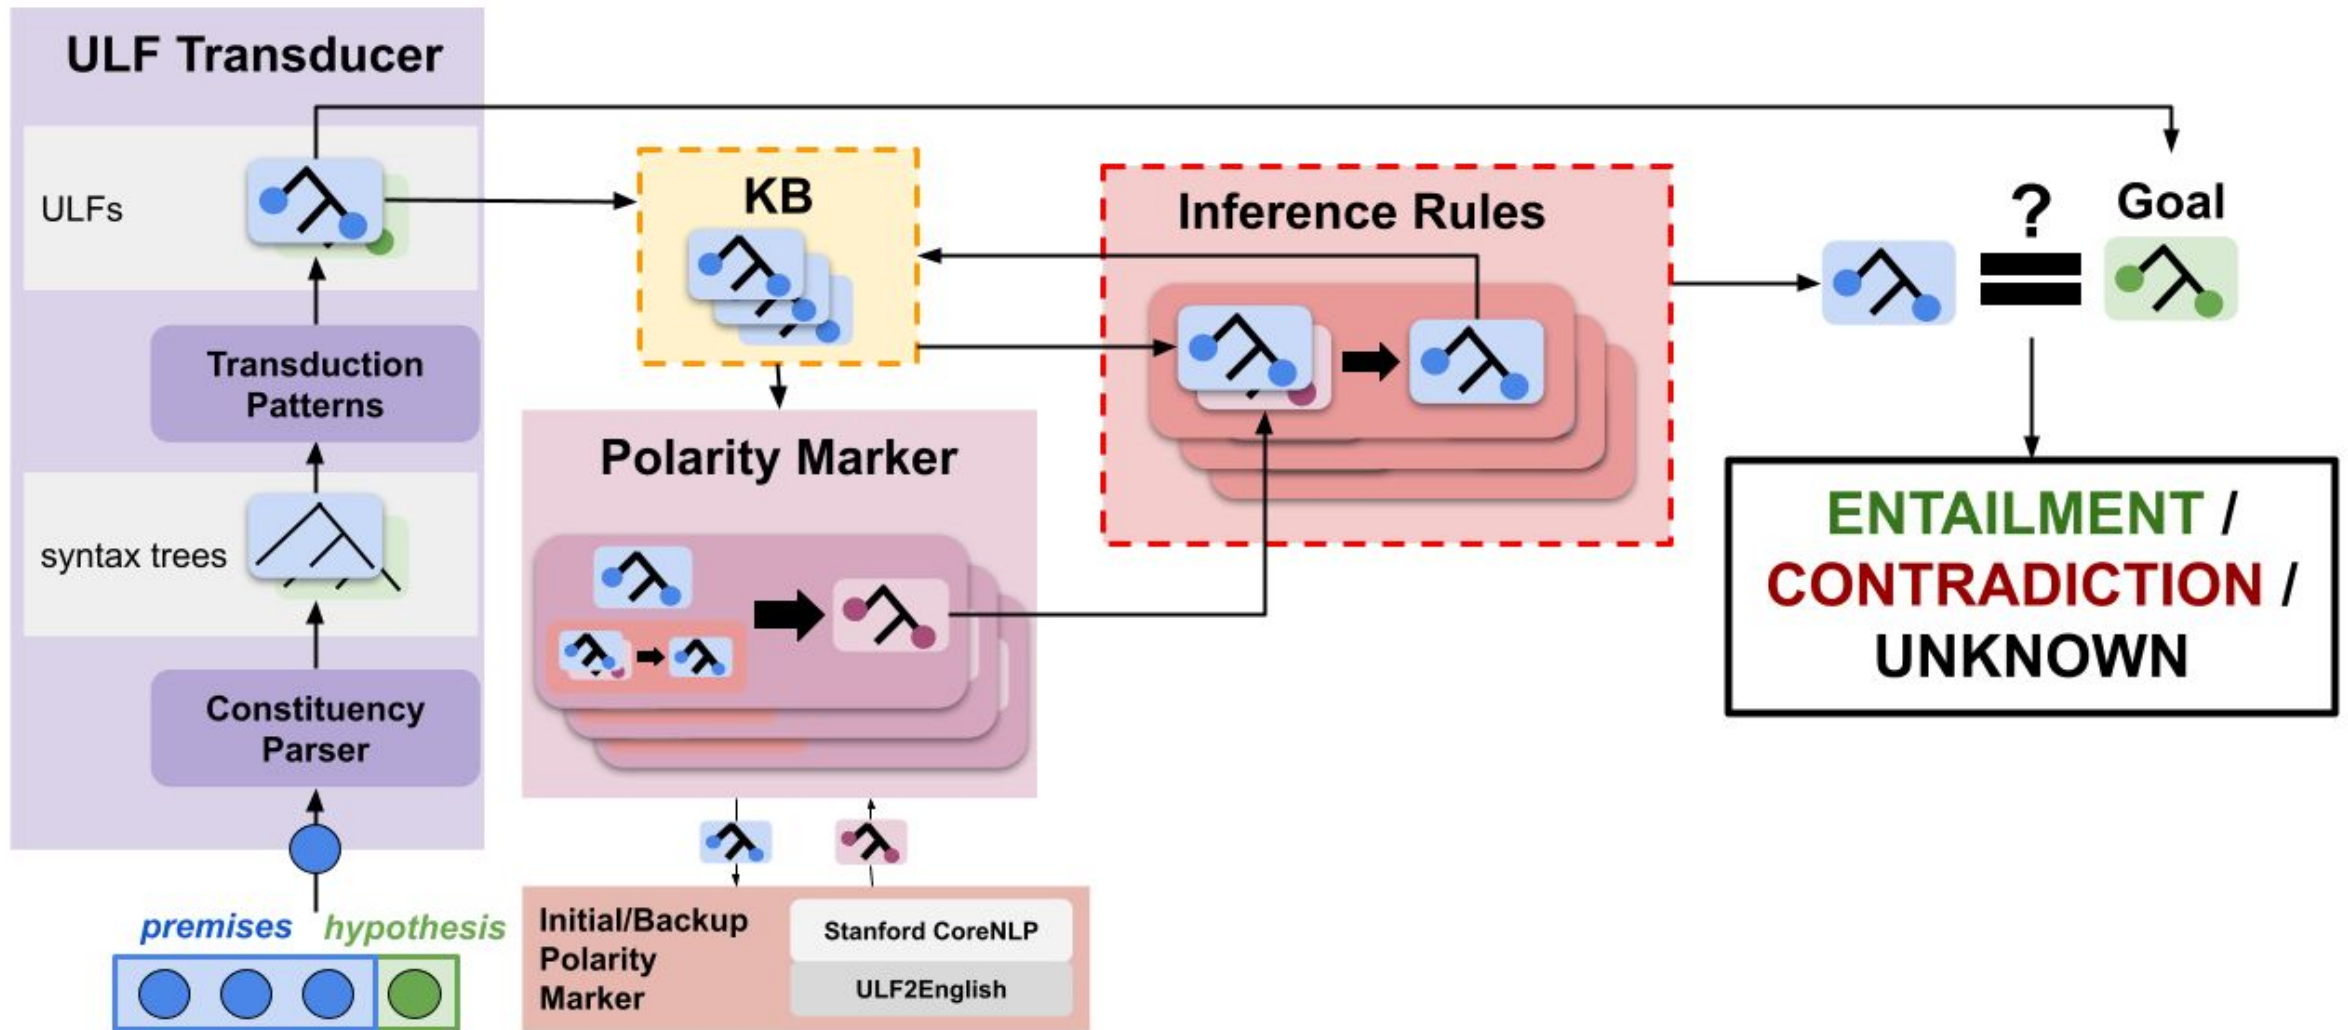 ULF Transducer
ULFs
Transduction
Patterns
syntax trees
Constituency
Parser
premises hypothesis
KB
Polarity Marker
Initial/Backup
Polarity
Marker
Stanford CoreNLP
ULF2English
Inference Rules
?
Goal
ENTAILMENT /
CONTRADICTION /
UNKNOWN